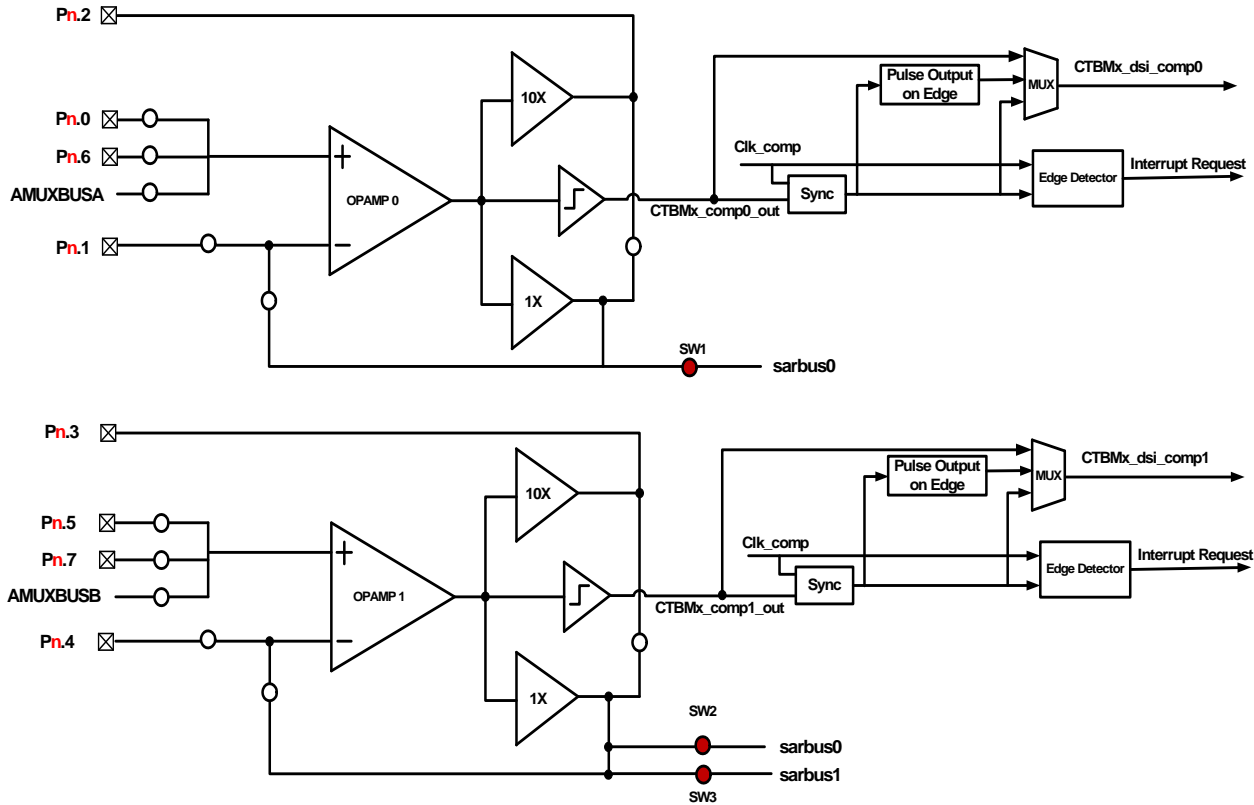 Pn.2
10X
Pulse Output
on Edge
MUX
CTBMx_dsi_comp0
Pn.0
Pn.6
AMUXBUSA
+
OPAMP 0
Clk_comp
Sync
Edge Detector
Interrupt Request
CTBMx_comp0_out
Pn.1
–
1X
SW1
sarbus0
Pn.3
10X
Pulse Output
on Edge
MUX
CTBMx_dsi_comp1
Pn.5
Pn.7
AMUXBUSB
+
OPAMP 1
Clk_comp
Sync
Edge Detector
Interrupt Request
CTBMx_comp1_out
Pn.4
–
1X
SW2
sarbus0
sarbus1
SW3